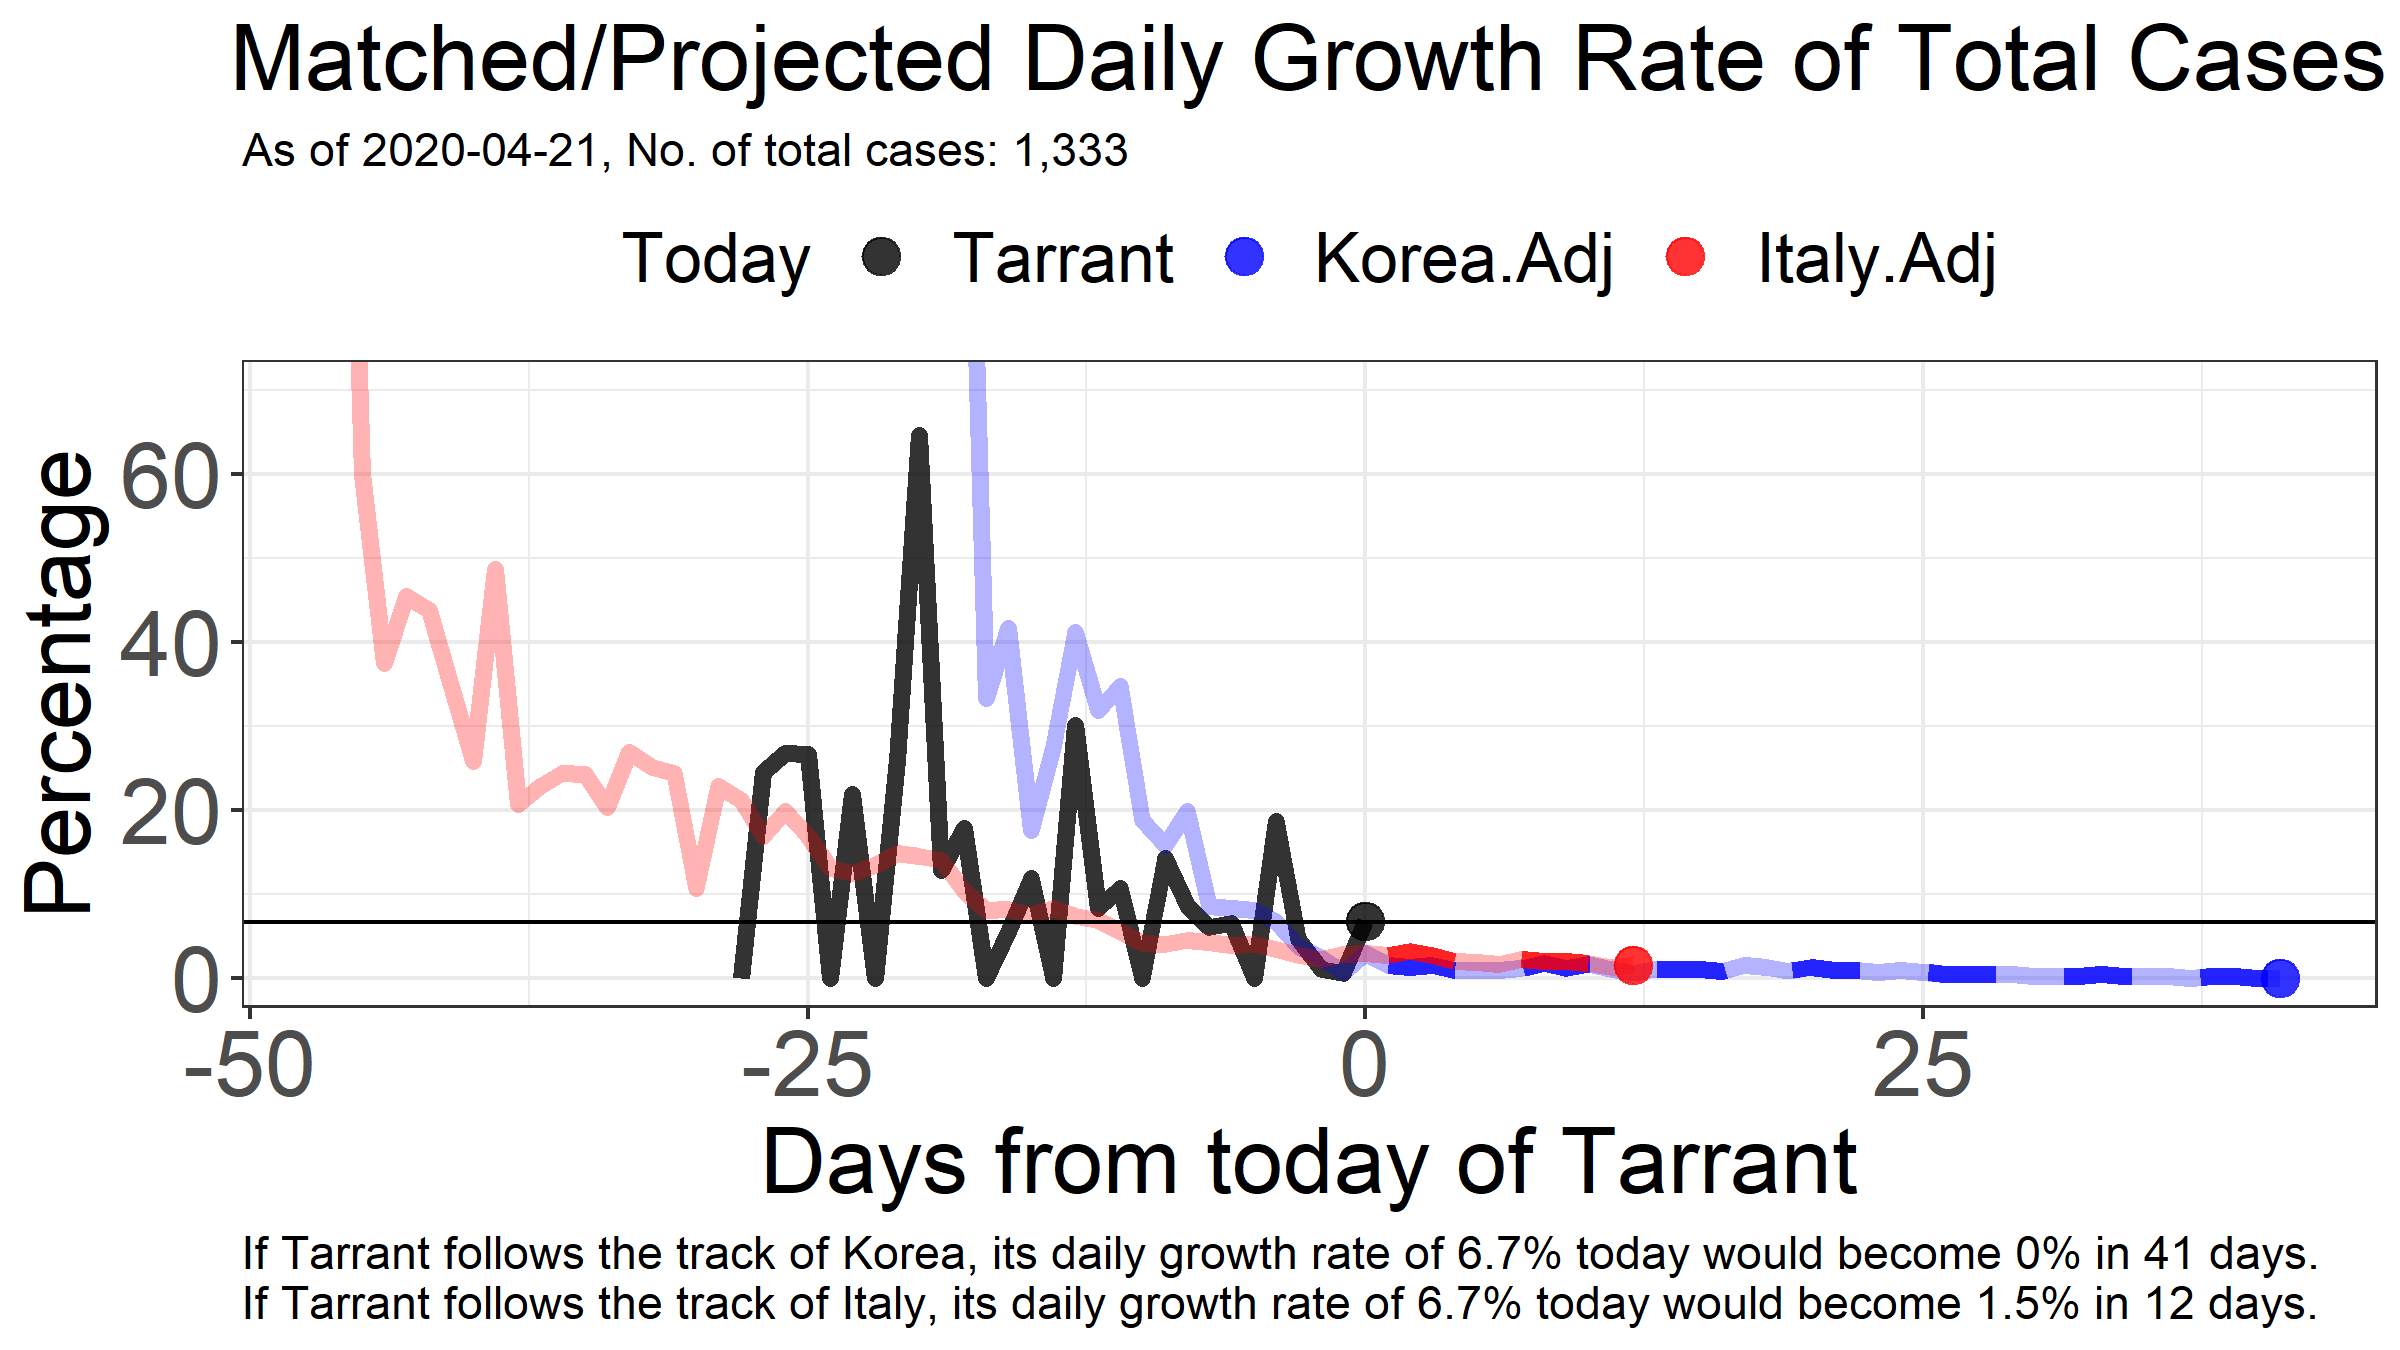 Matched/Projected Daily Growth Rate of Total Cases
As of 2020-04-21, No. of total cases: 1,333
Today Tarrant Korea.Adj Italy.Adj
Percentage
60
40
20
0
-50 -25 0 25
Days from today of Tarrant
If Tarrant follows the track of Korea, its daily growth rate of 6.7% today would become 0% in 41 days.
If Tarrant follows the track of Italy, its daily growth rate of 6.7% today would become 1.5% in 12 days.